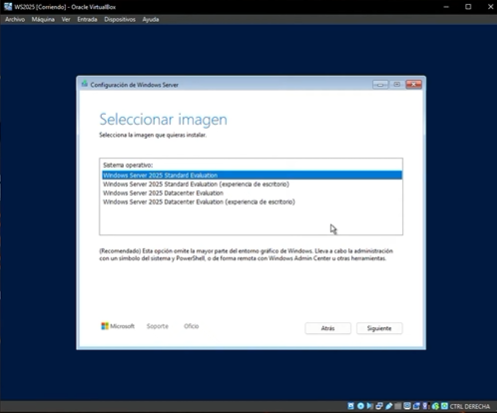 WS2025 [Corriendo] - Oracle VirtualBox
Archivo Máquina Ver Entrada Dispositivos Ayuda
Configuración de Windows Server
Seleccionar imagen
Selecciona la imagen que quieras instalar.
Sistema operativo:
Windows Server 2025 Standard Evaluation
Windows Server 2025 Standard Evaluation (experiencia de escritorio)
Windows Server 2025 Datacenter Evaluation
Windows Server 2025 Datacenter Evaluation (experiencia de escritorio)
(Recomendado) Esta opción omite la mayor parte del entorno gráfico de Windows. Lleva a cabo la administración
con un símbolo del sistema y PowerShell, o de forma remota con Windows Admin Center u otras herramientas.
Microsoft Soporte Oficio Atrás Siguiente
CTRL DERECHA